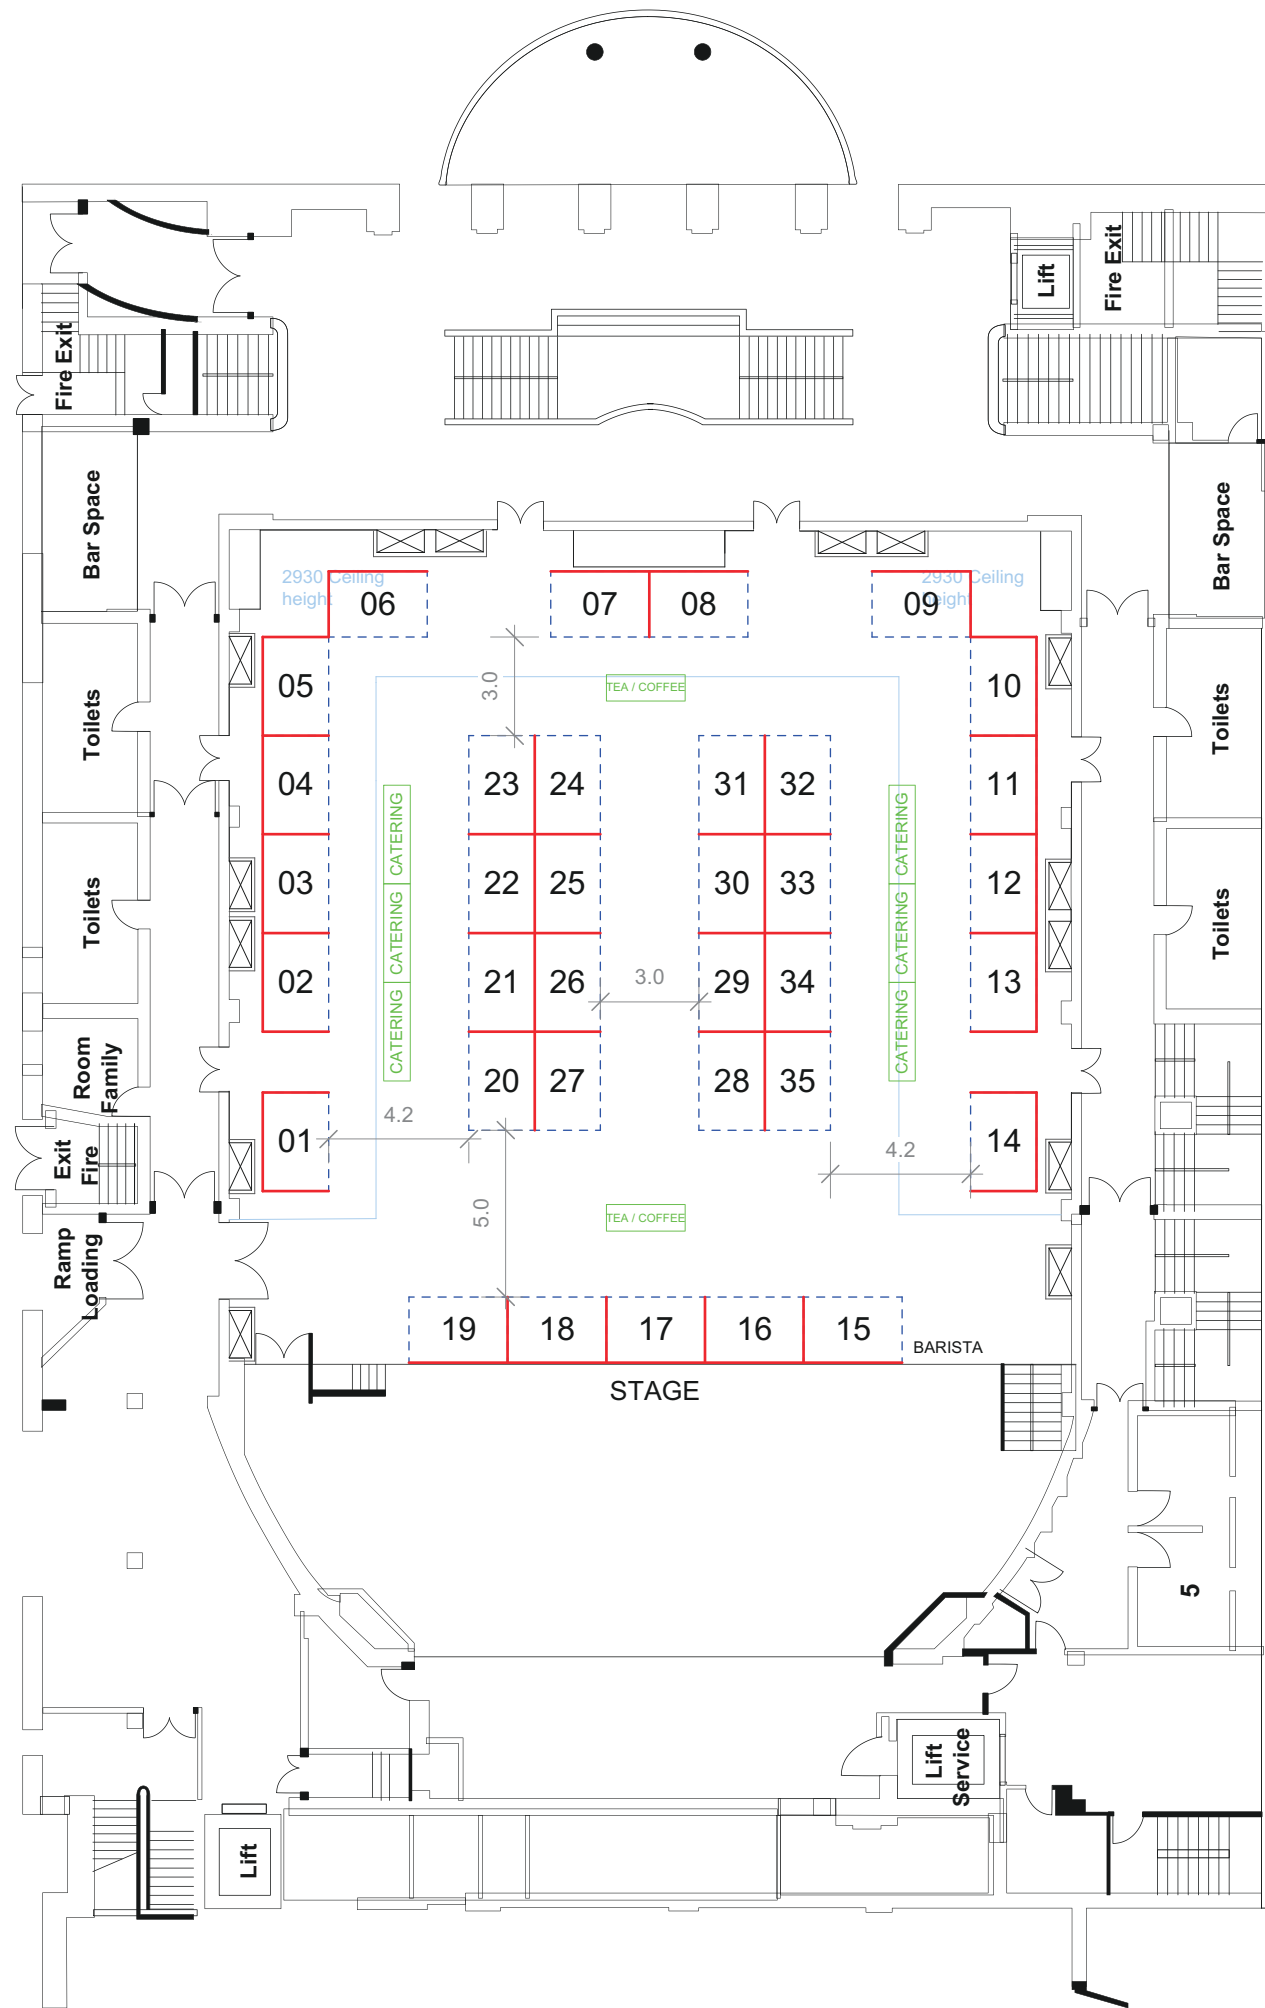 Lift
Fire Exit
Fire Exit
Bar Space
Bar Space
2930 Ceiling
height
2930 Ceiling
height
06
07
08
09
05
10
3.0
TEA / COFFEE
Toilets
Toilets
04
23
24
31
32
11
CATERING
CATERING
03
22
25
30
33
12
Toilets
Toilets
CATERING
CATERING
02
21
26
3.0
29
34
13
CATERING
CATERING
Room
Family
20
27
28
35
01
4.2
4.2
14
Exit
Fire
5.0
TEA / COFFEE
Ramp
Loading
19
18
17
16
15
BARISTA
STAGE
5
Lift
Service
Lift